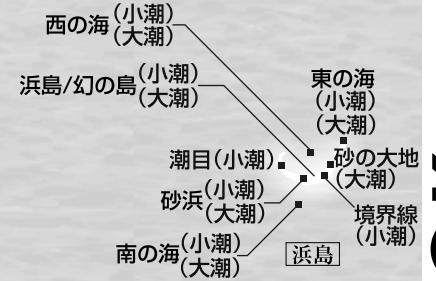 西の海(小潮)
(大潮)
浜島/幻の島(小潮)
(大潮)
東の海
(小潮)
(大潮)
潮目(小潮)
砂の大地
(大潮)
砂浜(小潮)
(大潮)
境界線
(小潮)
南の海(小潮)
(大潮)
浜島